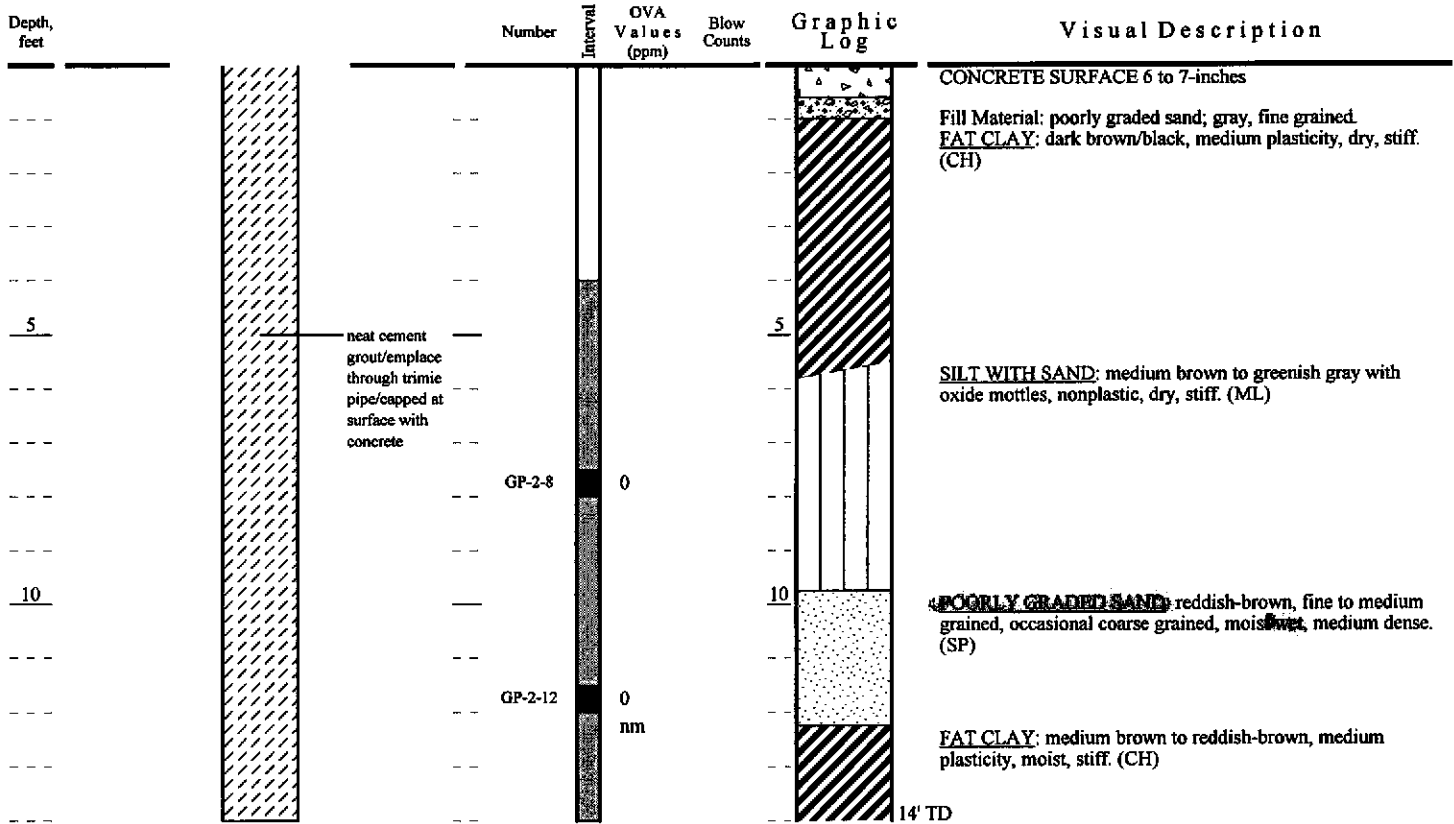 Depth,
feet
Number
Interval
OVA
Values
(ppm)
Blow
Counts
Graphic
Log
Visual Description
CONCRETE SURFACE 6 to 7-inches
Fill Material: poorly graded sand; gray, fine grained.
FAT CLAY: dark brown/black, medium plasticity, dry, stiff.
(CH)
5
neat cement
grout/emplace
through trimie
pipe/capped at
surface with
concrete
5
SILT WITH SAND: medium brown to greenish gray with
oxide mottles, nonplastic, dry, stiff. (ML)
GP-2-8
0
10
10
POORLY GRADED SAND: reddish-brown, fine to medium
grained, occasional coarse grained, moist/wet, medium dense.
(SP)
GP-2-12
0
nm
FAT CLAY: medium brown to reddish-brown, medium
plasticity, moist, stiff. (CH)
14' TD